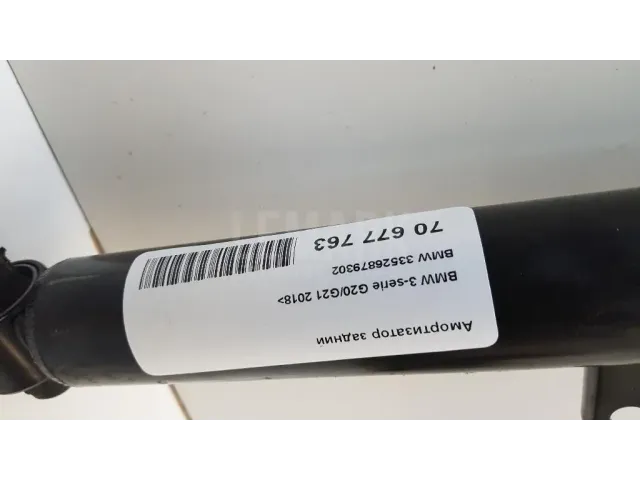 Амортизатор задний
BMW 3-serie G20/G21 2018>
BMW 33526879302
70 677 763